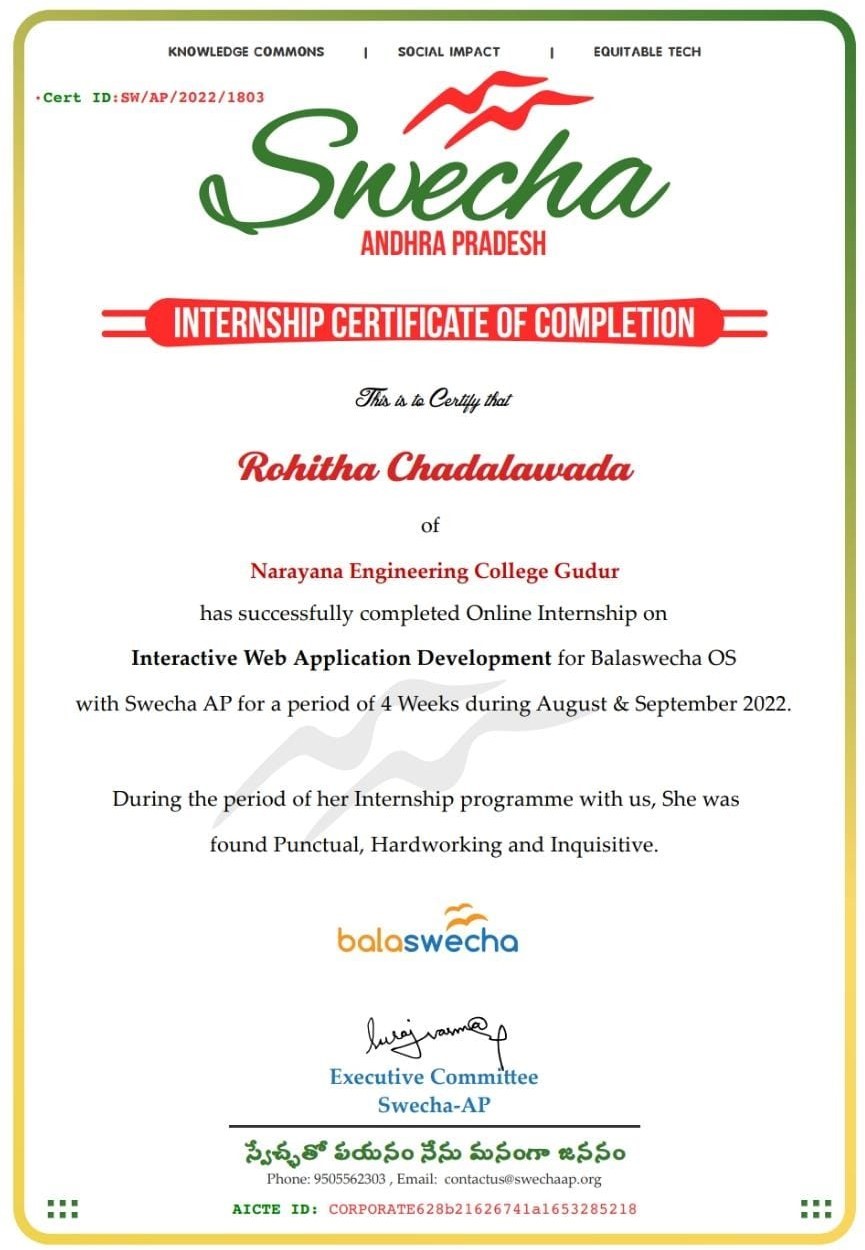 KNOWLEDGE COMMONS | SOCIAL IMPACT | EQUITABLE TECH
Cert ID:SW/AP/2022/1803
Swecha
ANDHRA PRADESH
INTERNSHIP CERTIFICATE OF COMPLETION
This is to Certify that
Rohitha Chadalawada
of
Narayana Engineering College Gudur
has successfully completed Online Internship on
Interactive Web Application Development for Balaswecha OS
with Swecha AP for a period of 4 Weeks during August & September 2022.
During the period of her Internship programme with us, She was
found Punctual, Hardworking and Inquisitive.
balaswecha
Executive Committee
Swecha-AP
స్వేచ్ఛతో పయనం నేను మనంగా జననం
Phone: 9505562303 , Email: contactus@swechaap.org
AICTE ID: CORPORATE628b21626741a1653285218